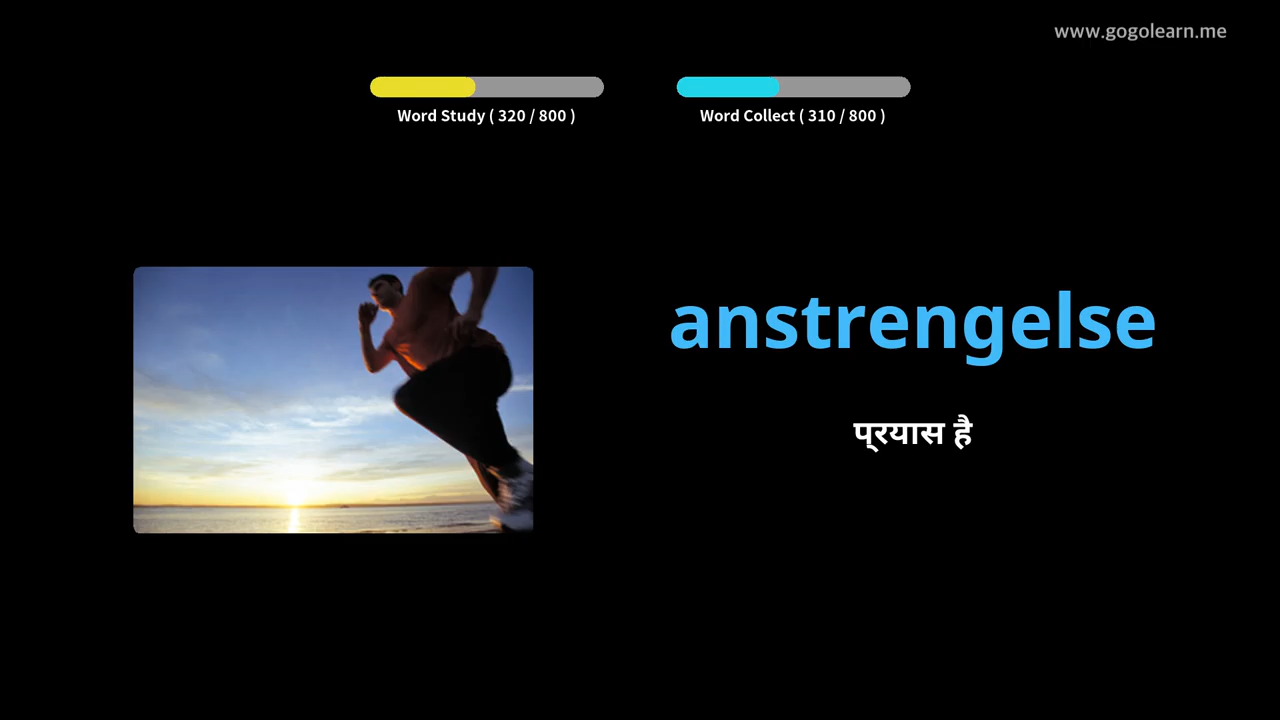 www.gogolearn.me
Word Study ( 320 / 800 )
Word Collect ( 310 / 800 )
anstrengelse
प्रयास है